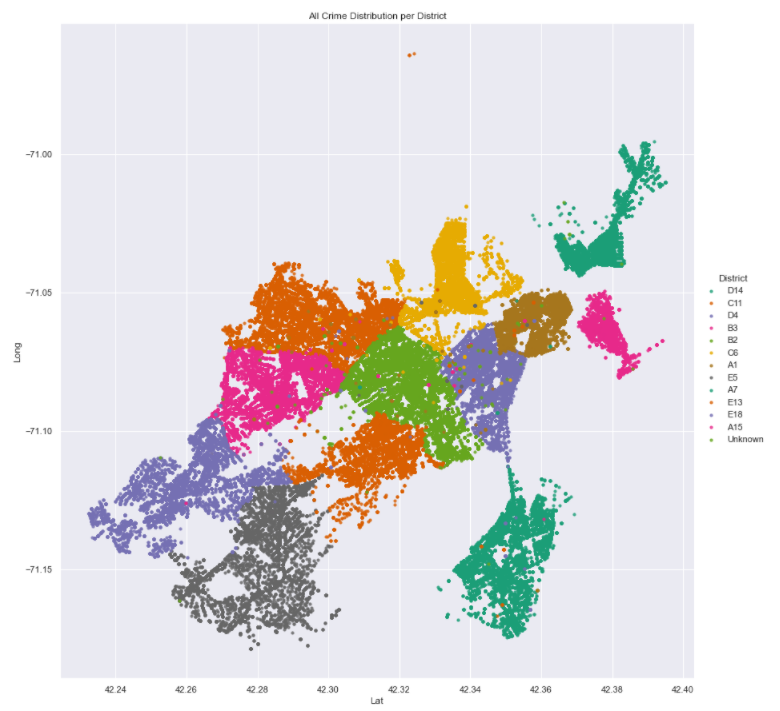 All Crime Distribution per District
−71.00
−71.05
−71.10
−71.15
Long
42.24 42.26 42.28 42.30 42.32 42.34 42.36 42.38 42.40
Lat
District
D14
C11
D4
B3
B2
C6
A1
E5
A7
E13
E18
A15
Unknown